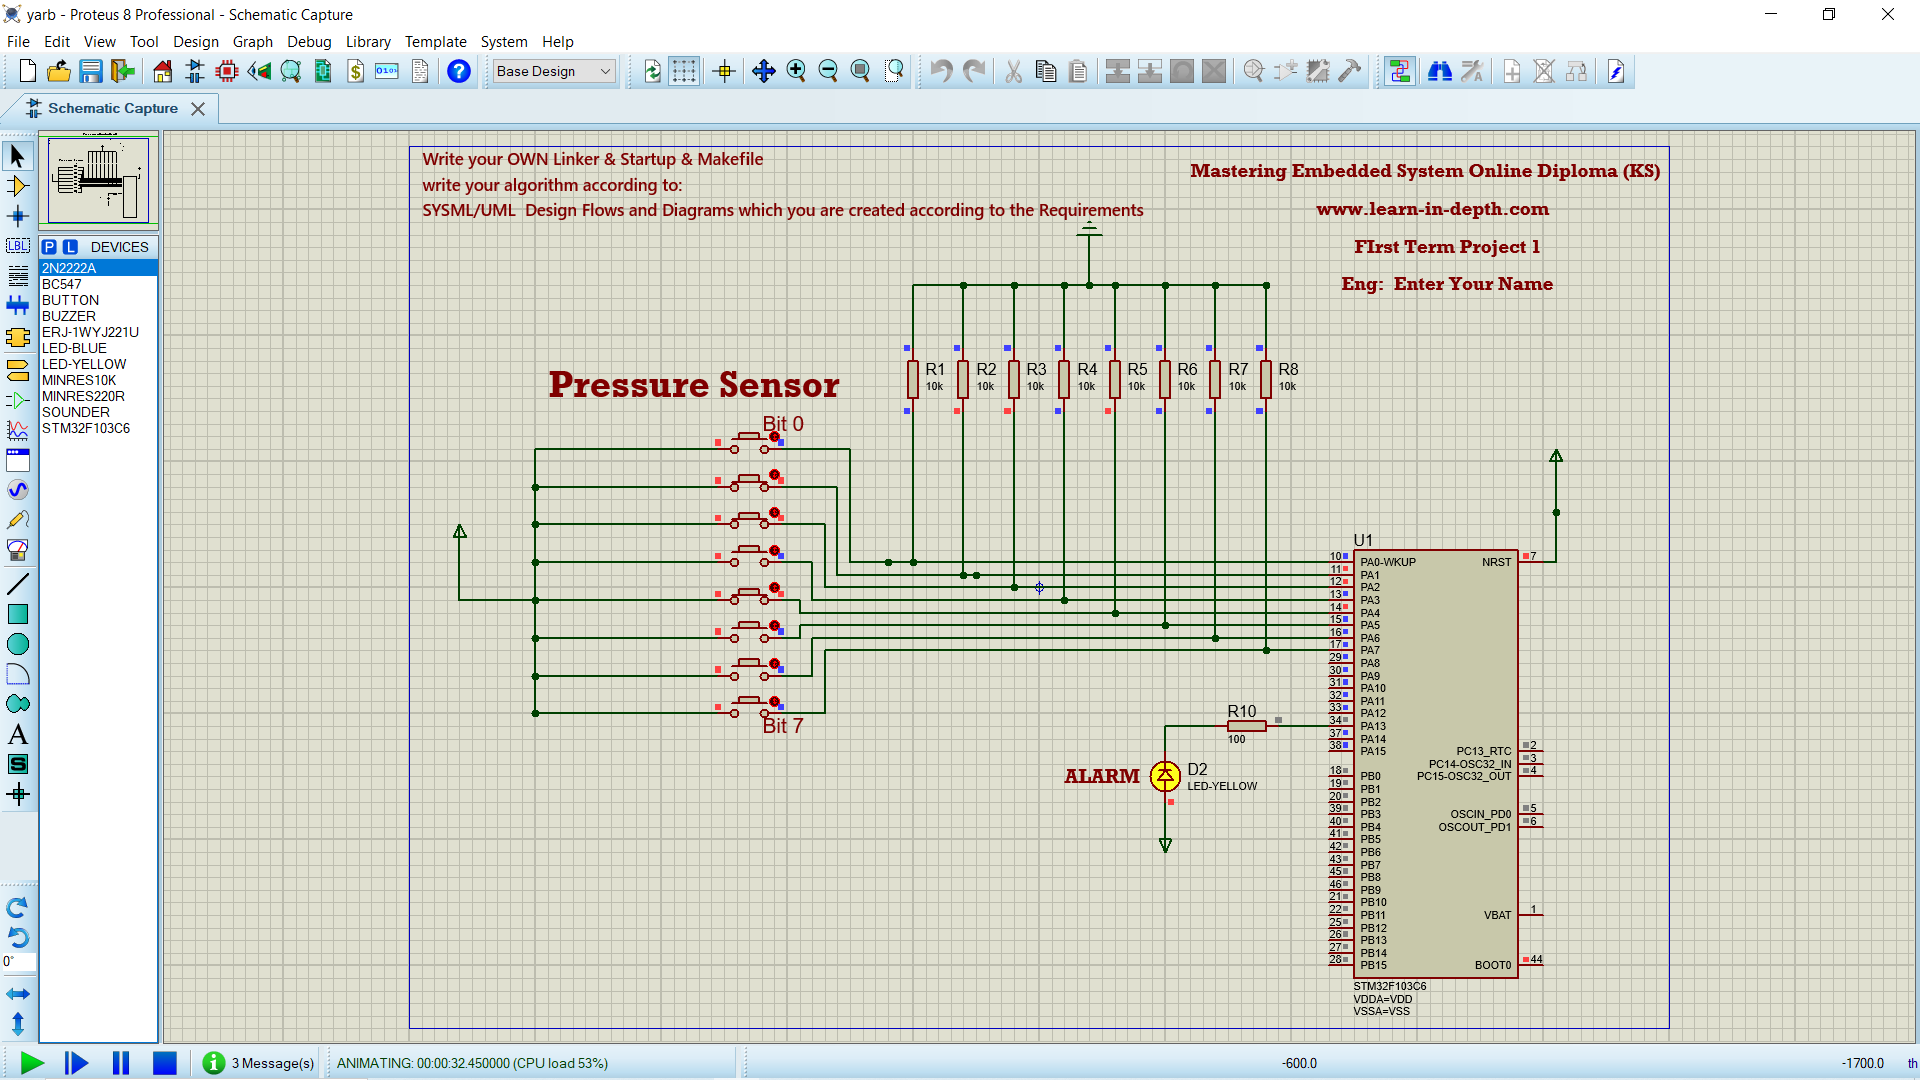 yarb - Proteus 8 Professional - Schematic Capture
File Edit View Tool Design Graph Debug Library Template System Help
Base Design
Schematic Capture
Write your OWN Linker & Startup & Makefile
write your algorithm according to:
SYSML/UML Design Flows and Diagrams which you are created according to the Requirements
Mastering Embedded System Online Diploma (KS)
www.learn-in-depth.com
FIrst Term Project 1
Eng: Enter Your Name
P L DEVICES
2N2222A
BC547
BUTTON
BUZZER
ERJ-1WYJ221U
LED-BLUE
LED-YELLOW
MINRES10K
MINRES220R
SOUNDER
STM32F103C6
LBL
A
S
0°
R1 R2 R3 R4 R5 R6 R7 R8
10k 10k 10k 10k 10k 10k 10k 10k
Pressure Sensor
Bit 0
Bit 7
ALARM
D2
LED-YELLOW
R10
100
U1
10 PA0-WKUP NRST 7
11 PA1
12 PA2
13 PA3
14 PA4
15 PA5
16 PA6
17 PA7
29 PA8
30 PA9
31 PA10
32 PA11
33 PA12
34 PA13
37 PA14
38 PA15 PC13_RTC 2
PC14-OSC32_IN 3
18 PB0 PC15-OSC32_OUT 4
19 PB1
20 PB2
39 PB3 OSCIN_PD0 5
40 PB4 OSCOUT_PD1 6
41 PB5
42 PB6
43 PB7
45 PB8
46 PB9
21 PB10
22 PB11 VBAT 1
25 PB12
26 PB13
27 PB14
28 PB15 BOOT0 44
STM32F103C6
VDDA=VDD
VSSA=VSS
3 Message(s) ANIMATING: 00:00:32.450000 (CPU load 53%) -600.0 -1700.0 th